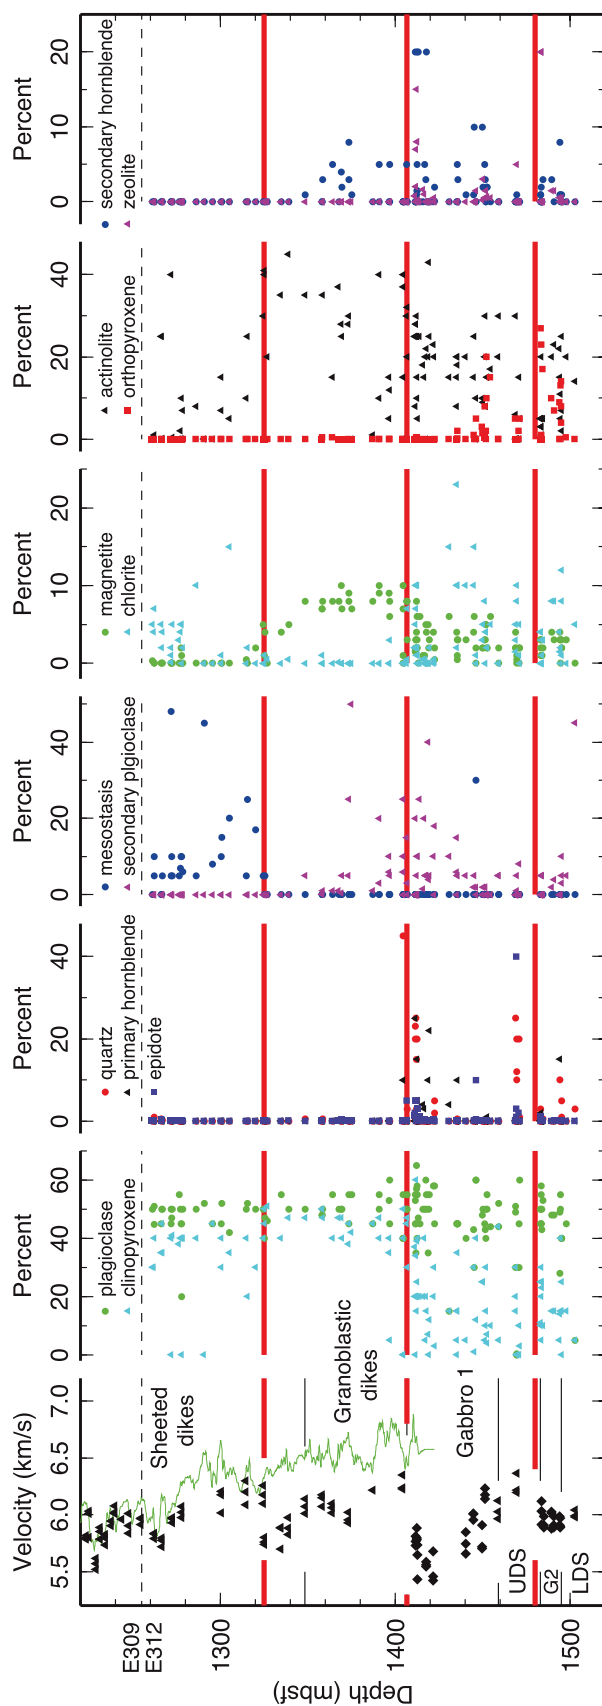 Percent
0
10
20
secondary hornblende
zeolite
Percent
0
20
40
actinolite
orthopyroxene
Percent
0
10
20
magnetite
chlorite
Percent
0
20
40
mesostasis
secondary plgioclase
Percent
0
20
40
quartz
primary hornblende
epidote
Percent
0
20
40
60
plagioclase
clinopyroxene
Velocity (km/s)
5.5
6.0
6.5
7.0
Sheeted
dikes
Granoblastic
dikes
Gabbro 1
UDS
G2
LDS
E309
E312
1300
1400
1500
Depth (mbsf)